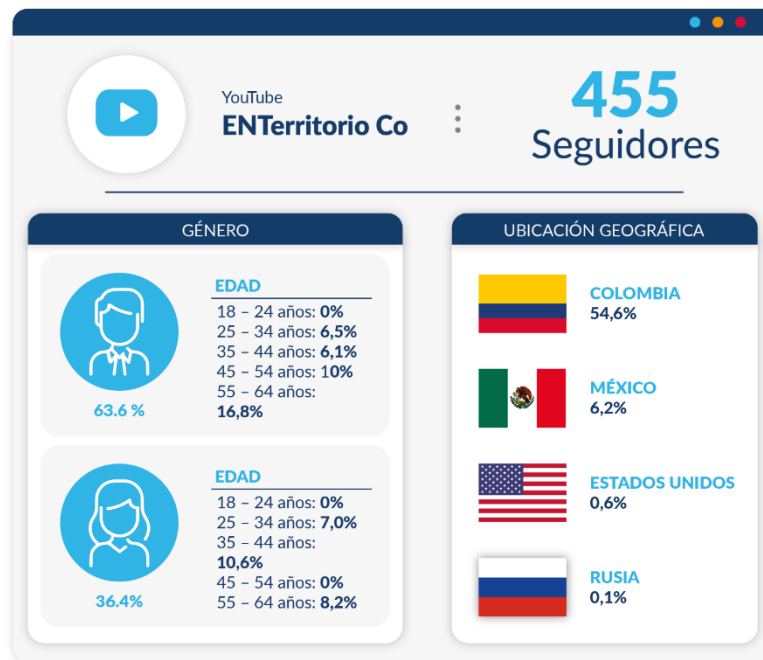 YouTube
ENTerritorio Co
455
Seguidores
GÉNERO
EDAD
18 – 24 años: 0%
25 – 34 años: 6,5%
35 – 44 años: 6,1%
45 – 54 años: 10%
55 – 64 años:
16,8%
63.6 %
EDAD
18 – 24 años: 0%
25 – 34 años: 7,0%
35 – 44 años:
10,6%
45 – 54 años: 0%
55 – 64 años: 8,2%
36.4%
UBICACIÓN GEOGRÁFICA
COLOMBIA
54,6%
MÉXICO
6,2%
ESTADOS UNIDOS
0,6%
RUSIA
0,1%